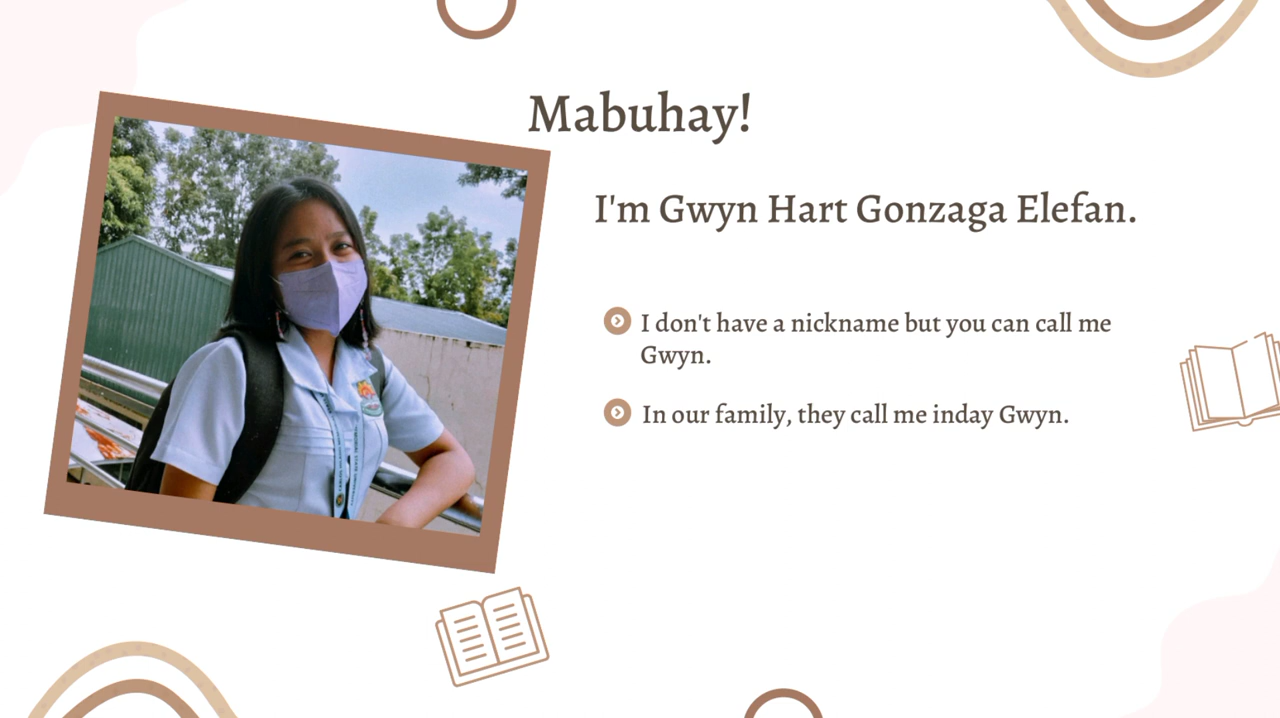 Mabuhay!
I'm Gwyn Hart Gonzaga Elefan.
I don't have a nickname but you can call me
Gwyn.
In our family, they call me inday Gwyn.